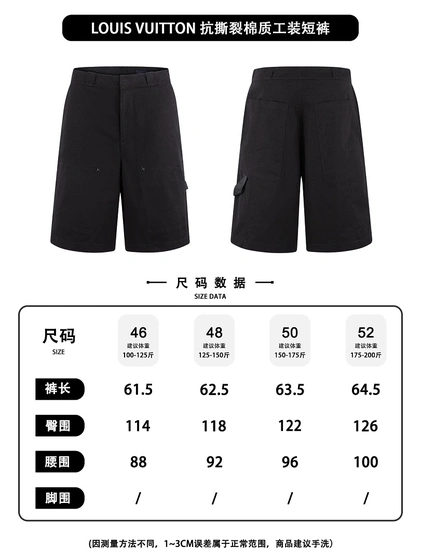 LOUIS VUITTON 抗撕裂棉质工装短裤
尺码数据
SIZE DATA
尺码 46 48 50 52
SIZE 建议体重 建议体重 建议体重 建议体重
100-125斤 125-150斤 150-175斤 175-200斤
裤长 61.5 62.5 63.5 64.5
臀围 114 118 122 126
腰围 88 92 96 100
脚围 / / / /
(因测量方法不同，1~3CM误差属于正常范围，商品建议手洗)